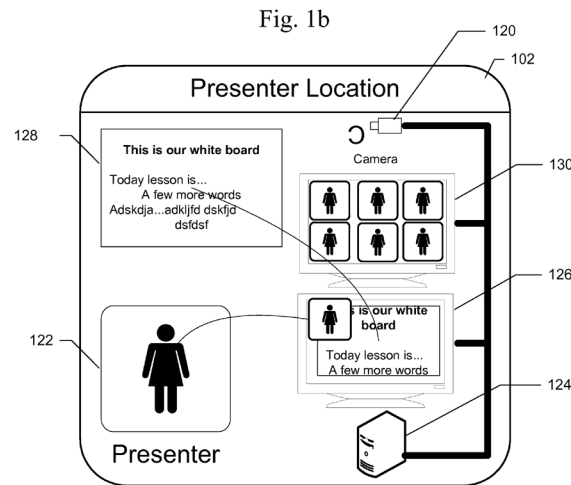 Fig. 1b
120
102
Presenter Location
128
This is our white board
Camera
130
Today lesson is...
A few more words
Adskdja...adkljfd dskfjd
dsfdsf
126
s is our white
board
122
Today lesson is...
A few more words
124
Presenter